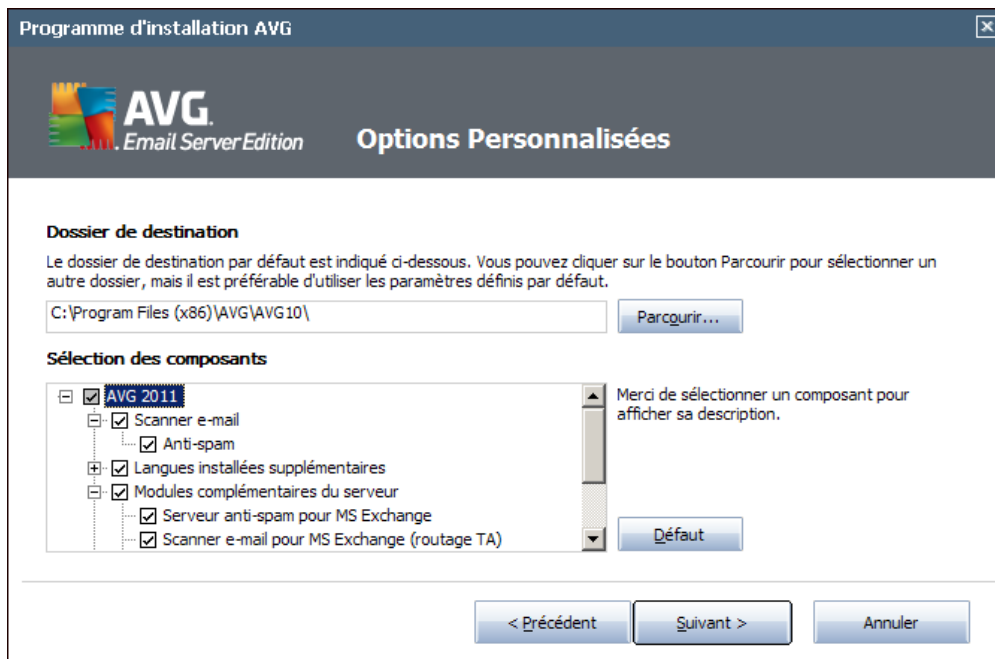 Programme d'installation AVG
AVG.
Email Server Edition
Options Personnalisées
Dossier de destination
Le dossier de destination par défaut est indiqué ci-dessous. Vous pouvez cliquer sur le bouton Parcourir pour sélectionner un
autre dossier, mais il est préférable d'utiliser les paramètres définis par défaut.
C:\Program Files (x86)\AVG\AVG10\
Parcourir...
Sélection des composants
AVG 2011
Scanner e-mail
Anti-spam
Langues installées supplémentaires
Modules complémentaires du serveur
Serveur anti-spam pour MS Exchange
Scanner e-mail pour MS Exchange (routage TA)
Merci de sélectionner un composant pour
afficher sa description.
Défaut
< Précédent
Suivant >
Annuler